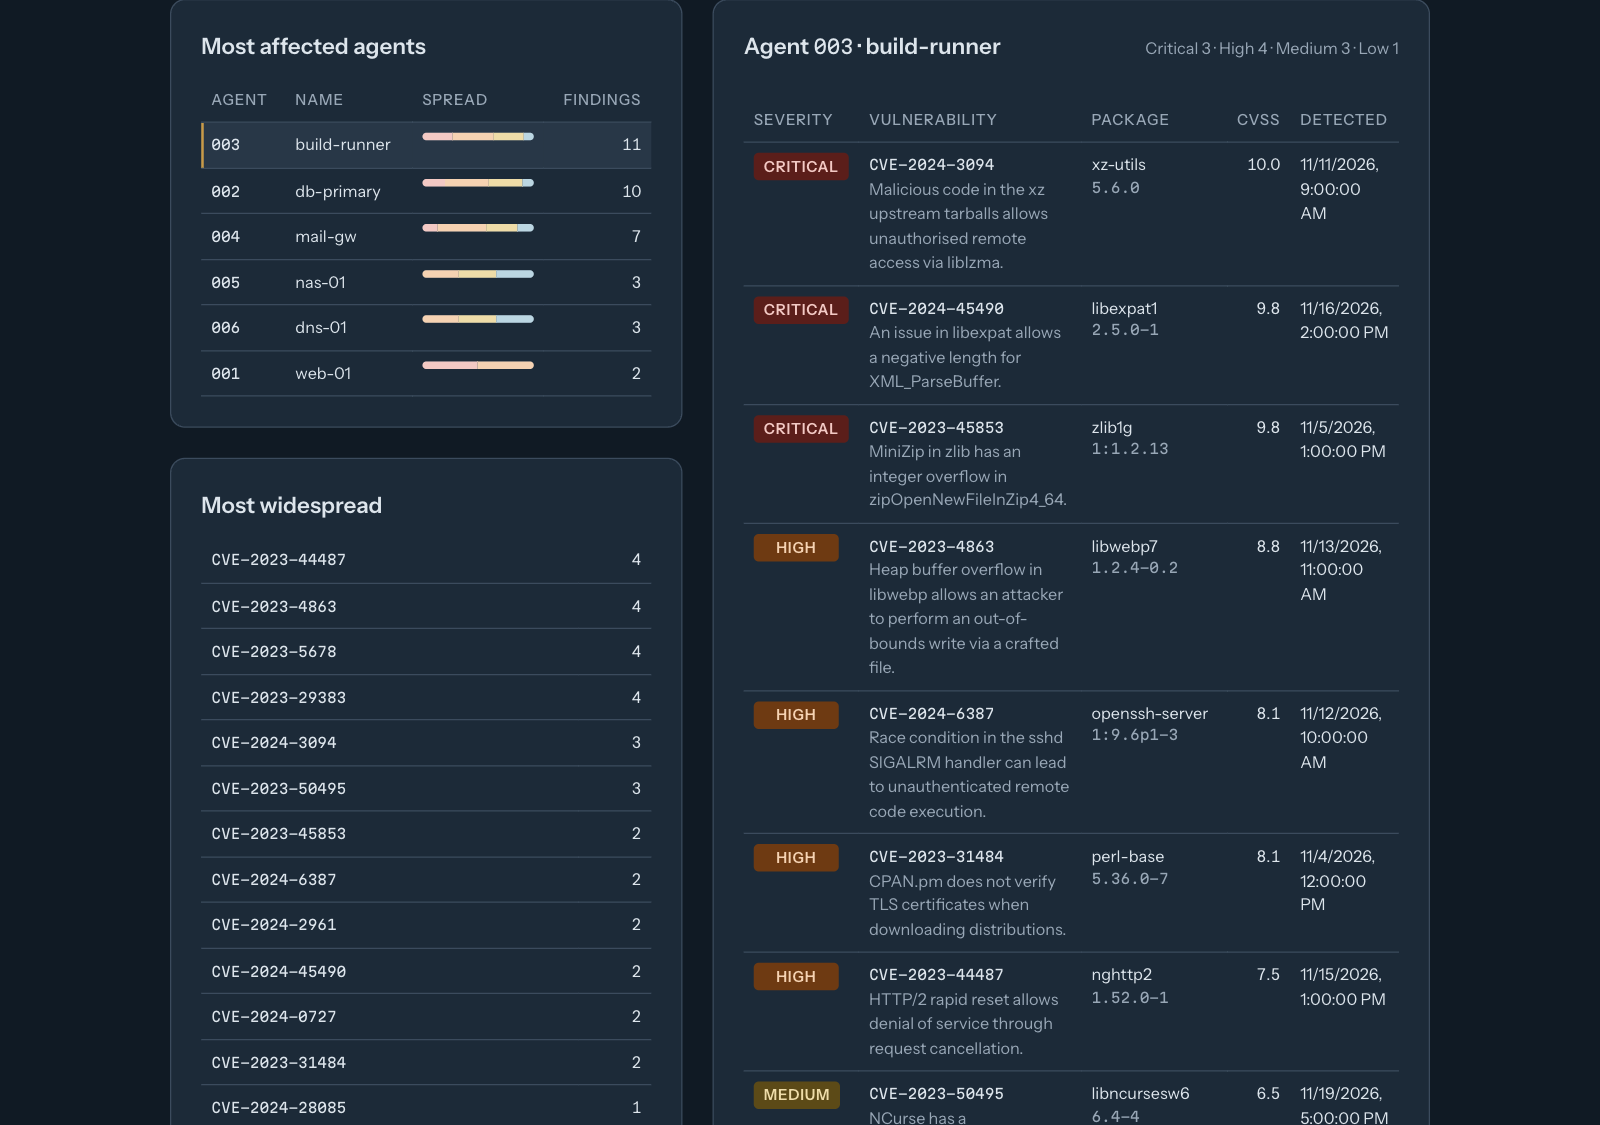 Most affected agents
AGENT NAME SPREAD FINDINGS
003 build-runner 11
002 db-primary 10
004 mail-gw 7
005 nas-01 3
006 dns-01 3
001 web-01 2
Most widespread
CVE-2023-44487 4
CVE-2023-4863 4
CVE-2023-5678 4
CVE-2023-29383 4
CVE-2024-3094 3
CVE-2023-50495 3
CVE-2023-45853 2
CVE-2024-6387 2
CVE-2024-2961 2
CVE-2024-45490 2
CVE-2024-0727 2
CVE-2023-31484 2
CVE-2024-28085 1
Agent 003 · build-runner
Critical 3 · High 4 · Medium 3 · Low 1
SEVERITY VULNERABILITY PACKAGE CVSS DETECTED
CRITICAL CVE-2024-3094 xz-utils 10.0 11/11/2026,
Malicious code in the xz 5.6.0 9:00:00
upstream tarballs allows AM
unauthorised remote
access via liblzma.
CRITICAL CVE-2024-45490 libexpat1 9.8 11/16/2026,
An issue in libexpat allows 2.5.0-1 2:00:00 PM
a negative length for
XML_ParseBuffer.
CRITICAL CVE-2023-45853 zlib1g 9.8 11/5/2026,
MiniZip in zlib has an 1:1.2.13 1:00:00 PM
integer overflow in
zipOpenNewFileInZip4_64.
HIGH CVE-2023-4863 libwebp7 8.8 11/13/2026,
Heap buffer overflow in 1.2.4-0.2 11:00:00
libwebp allows an attacker AM
to perform an out-of-
bounds write via a crafted
file.
HIGH CVE-2024-6387 openssh-server 8.1 11/12/2026,
Race condition in the sshd 1:9.6p1-3 10:00:00
SIGALRM handler can lead AM
to unauthenticated remote
code execution.
HIGH CVE-2023-31484 perl-base 8.1 11/4/2026,
CPAN.pm does not verify 5.36.0-7 12:00:00
TLS certificates when PM
downloading distributions.
HIGH CVE-2023-44487 nghttp2 7.5 11/15/2026,
HTTP/2 rapid reset allows 1.52.0-1 1:00:00 PM
denial of service through
request cancellation.
MEDIUM CVE-2023-50495 libncursesw6 6.5 11/19/2026,
NCurse has a 6.4-4 5:00:00 PM